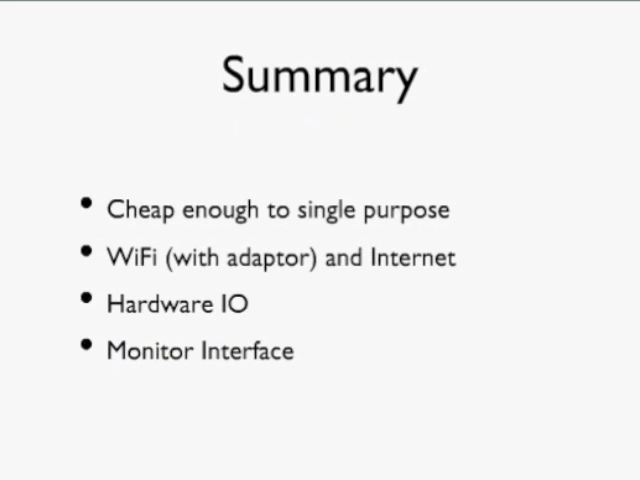 Summary
• Cheap enough to single purpose
• WiFi (with adaptor) and Internet
• Hardware IO
• Monitor Interface